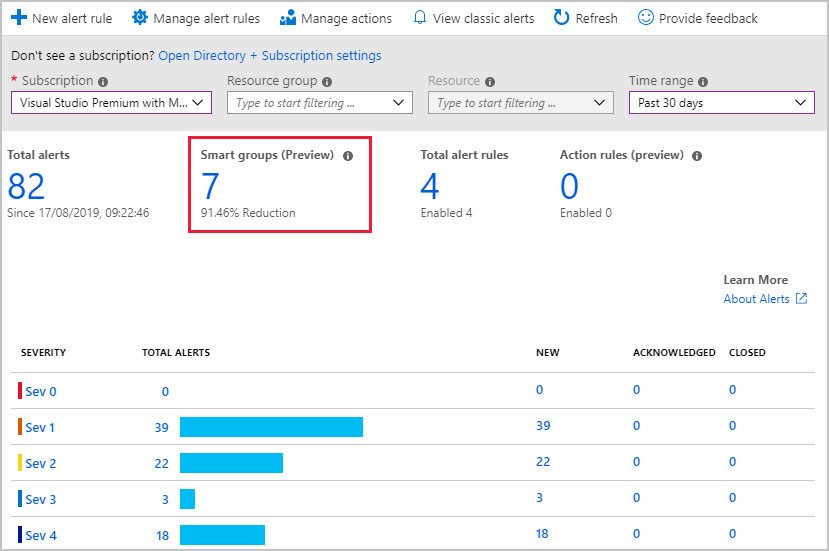 New alert rule Manage alert rules Manage actions View classic alerts Refresh Provide feedback
Don't see a subscription? Open Directory + Subscription settings
* Subscription Resource group Resource Time range
Visual Studio Premium with M... Type to start filtering ... Type to start filtering ... Past 30 days
Total alerts Smart groups (Preview) Total alert rules Action rules (preview)
82 7 4 0
Since 17/08/2019, 09:22:46 91.46% Reduction Enabled 4 Enabled 0
Learn More
About Alerts
SEVERITY TOTAL ALERTS NEW ACKNOWLEDGED CLOSED
Sev 0 0 0 0 0
Sev 1 39 39 0 0
Sev 2 22 22 0 0
Sev 3 3 3 0 0
Sev 4 18 18 0 0